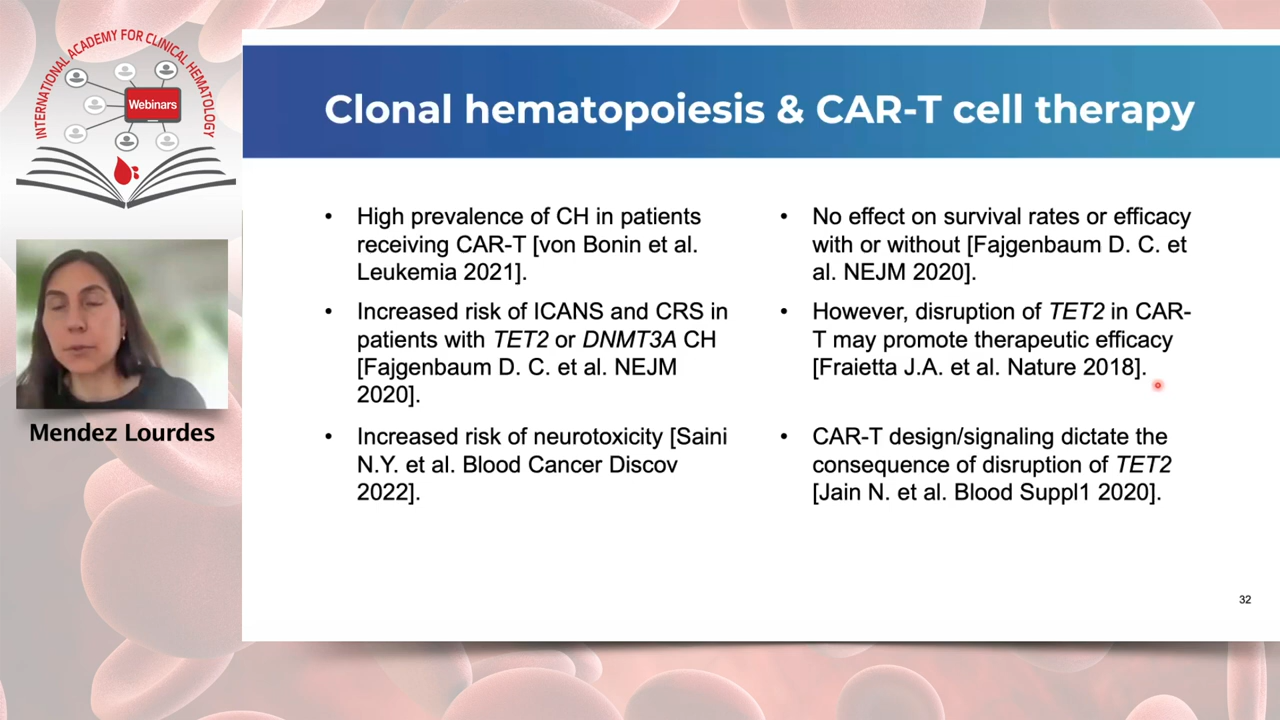 INTERNATIONAL ACADEMY FOR CLINICAL HEMATOLOGY
Webinars
Mendez Lourdes
Clonal hematopoiesis & CAR-T cell therapy
• High prevalence of CH in patients
receiving CAR-T [von Bonin et al.
Leukemia 2021].
• Increased risk of ICANS and CRS in
patients with TET2 or DNMT3A CH
[Fajgenbaum D. C. et al. NEJM
2020].
• Increased risk of neurotoxicity [Saini
N.Y. et al. Blood Cancer Discov
2022].
• No effect on survival rates or efficacy
with or without [Fajgenbaum D. C. et
al. NEJM 2020].
• However, disruption of TET2 in CAR-
T may promote therapeutic efficacy
[Fraietta J.A. et al. Nature 2018].
• CAR-T design/signaling dictate the
consequence of disruption of TET2
[Jain N. et al. Blood Suppl1 2020].
32